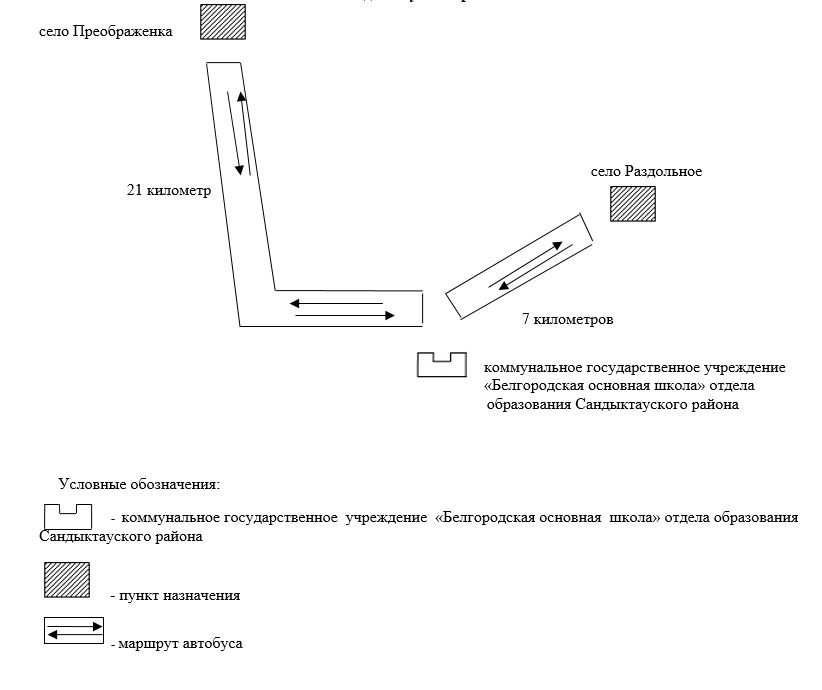 село Преображенка
село Раздольное
21 километр
7 километров
коммунальное государственное учреждение
«Белгородская основная школа» отдела
образования Сандыктауского района
Условные обозначения:
- коммунальное государственное учреждение «Белгородская основная школа» отдела образования
Сандыктауского района
- пункт назначения
- маршрут автобуса